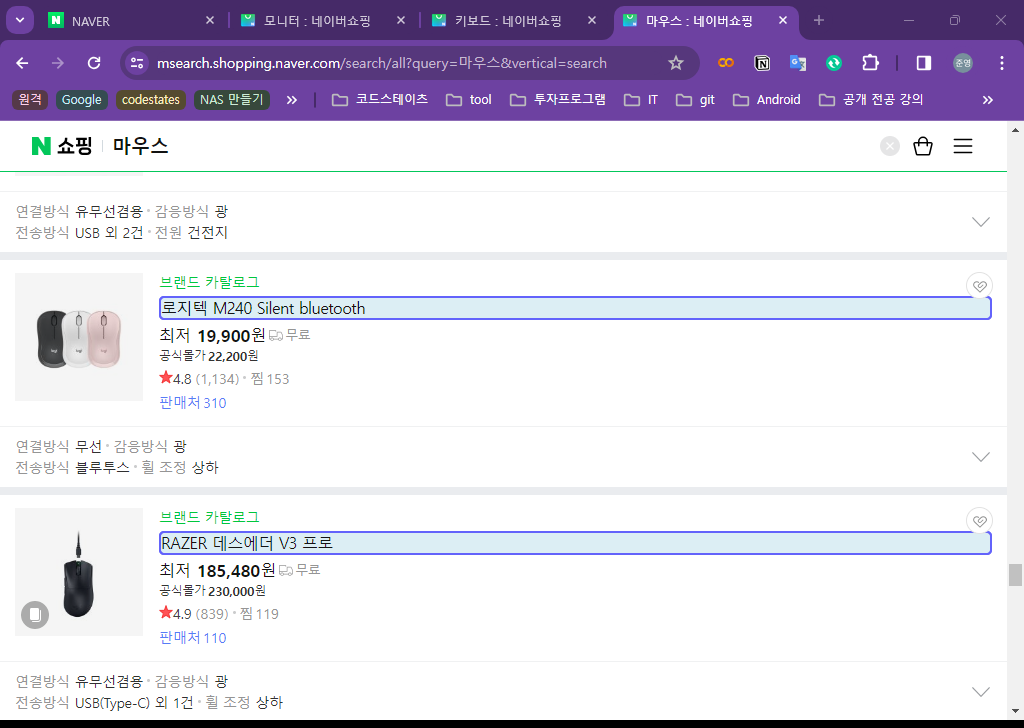 NAVER
모니터 : 네이버쇼핑
키보드 : 네이버쇼핑
마우스 : 네이버쇼핑
msearch.shopping.naver.com/search/all?query=마우스&vertical=search
준영
원격
Google
codestates
NAS 만들기
코드스테이츠
tool
투자프로그램
IT
git
Android
공개 전공 강의
N 쇼핑
마우스
연결방식 유무선겸용 · 감응방식 광
전송방식 USB 외 2건 · 전원 건전지
브랜드 카탈로그
로지텍 M240 Silent bluetooth
최저 19,900원 무료
공식몰가 22,200원
★4.8 (1,134) · 찜 153
판매처 310
연결방식 무선 · 감응방식 광
전송방식 블루투스 · 휠 조정 상하
브랜드 카탈로그
RAZER 데스에더 V3 프로
최저 185,480원 무료
공식몰가 230,000원
★4.9 (839) · 찜 119
판매처 110
연결방식 유무선겸용 · 감응방식 광
전송방식 USB(Type-C) 외 1건 · 휠 조정 상하